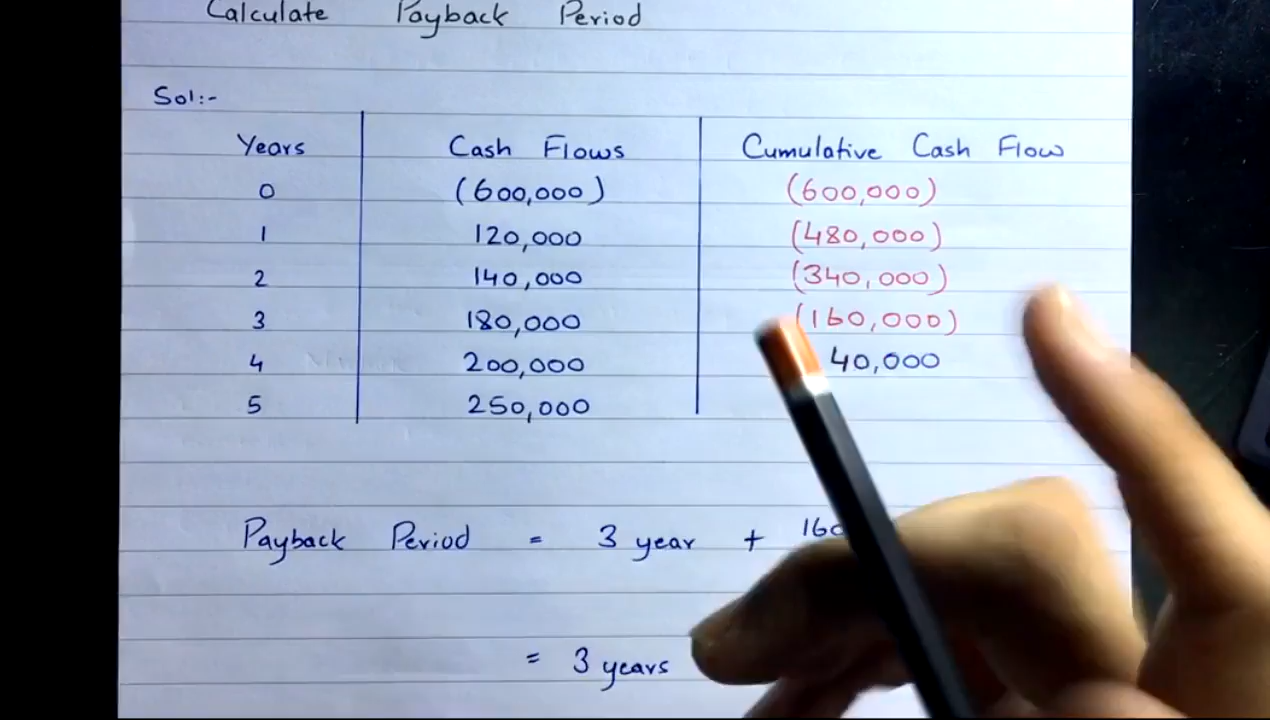 Calculate Payback Period
Sol:-
Years Cash Flows Cumulative Cash Flow
0 (600,000) (600,000)
1 120,000 (480,000)
2 140,000 (340,000)
3 180,000 (160,000)
4 200,000 40,000
5 250,000
Payback Period = 3 year + 160
= 3 years